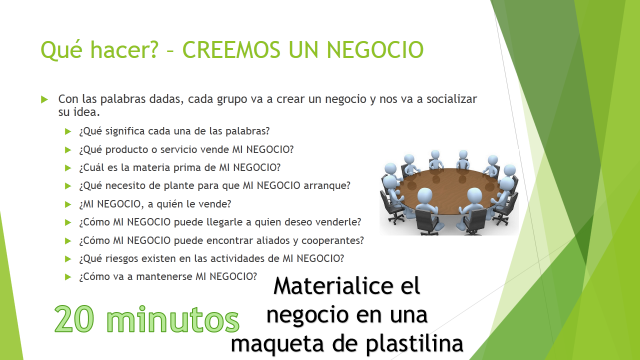 Qué hacer? – CREEMOS UN NEGOCIO
Con las palabras dadas, cada grupo va a crear un negocio y nos va a socializar
su idea.
¿Qué significa cada una de las palabras?
¿Qué producto o servicio vende MI NEGOCIO?
¿Cuál es la materia prima de MI NEGOCIO?
¿Qué necesito de plante para que MI NEGOCIO arranque?
¿MI NEGOCIO, a quién le vende?
¿Cómo MI NEGOCIO puede llegarle a quien deseo venderle?
¿Cómo MI NEGOCIO puede encontrar aliados y cooperantes?
¿Qué riesgos existen en las actividades de MI NEGOCIO?
¿Cómo va a mantenerse MI NEGOCIO?
20 minutos
Materialice el
negocio en una
maqueta de plastilina